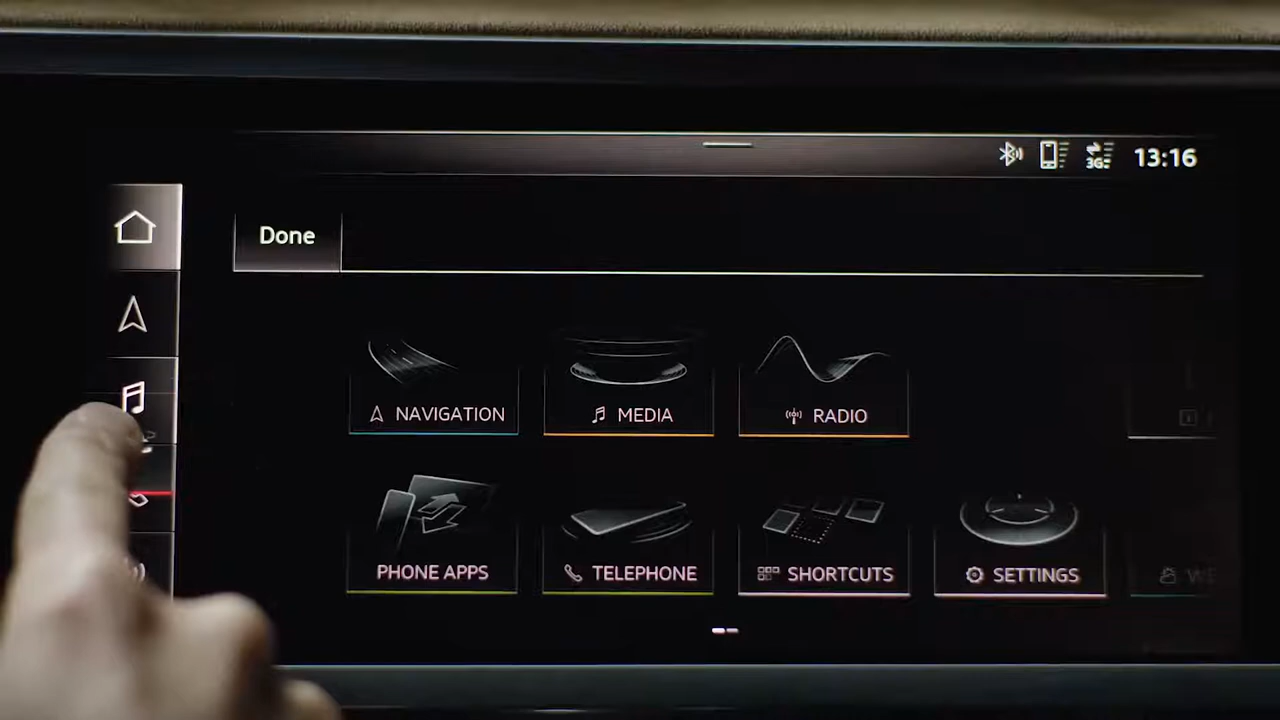 3G 13:16
Done
NAVIGATION MEDIA RADIO
PHONE APPS TELEPHONE SHORTCUTS SETTINGS